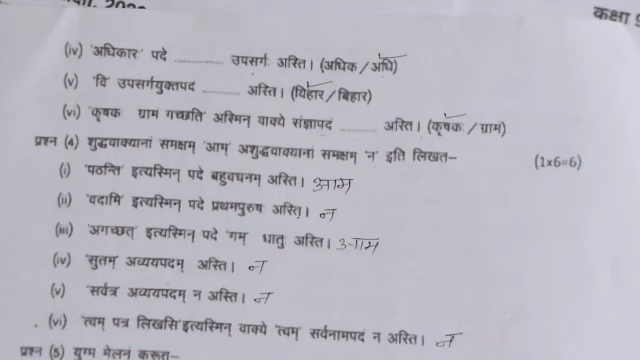 कक्षा 9
(iv) 'अधिकारः' पदे ............ उपसर्गः अस्ति। (अधिक / अधि)
(v) 'वि' उपसर्गयुक्तपदं ............ अस्ति। (विहार / बिहार)
(vi) 'कृषकः ग्रामं गच्छति' अस्मिन् वाक्ये संज्ञापदं ............ अस्ति। (कृषकः / ग्राम)
प्रश्न (4) शुद्धवाक्यानां समक्षम् 'आम्' अशुद्धवाक्यानां समक्षम् 'न' इति लिखत– (1x6=6)
(i) 'पठन्ति' इत्यस्मिन् पदे बहुवचनम् अस्ति। आम
(ii) 'वदामि' इत्यस्मिन् पदे प्रथमपुरुषः अस्ति। न
(iii) 'अगच्छत्' इत्यस्मिन् पदे 'गम्' धातुः अस्ति। आम
(iv) 'सुतम्' अव्ययपदम् अस्ति। न
(v) 'सर्वत्र' अव्ययपदम् न अस्ति। न
(vi) 'त्वम् पत्रं लिखसि' इत्यस्मिन् वाक्ये 'त्वम्' सर्वनामपदं न अस्ति। न
प्रश्न (5) युग्म मेलनं कुरूत–